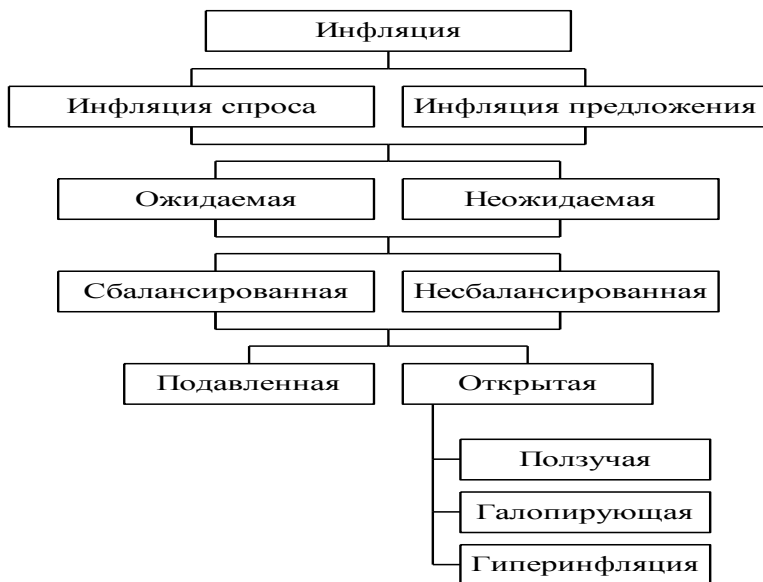 Инфляция
Инфляция спроса
Инфляция предложения
Ожидаемая
Неожидаемая
Сбалансированная
Несбалансированная
Подавленная
Открытая
Ползучая
Галопирующая
Гиперинфляция